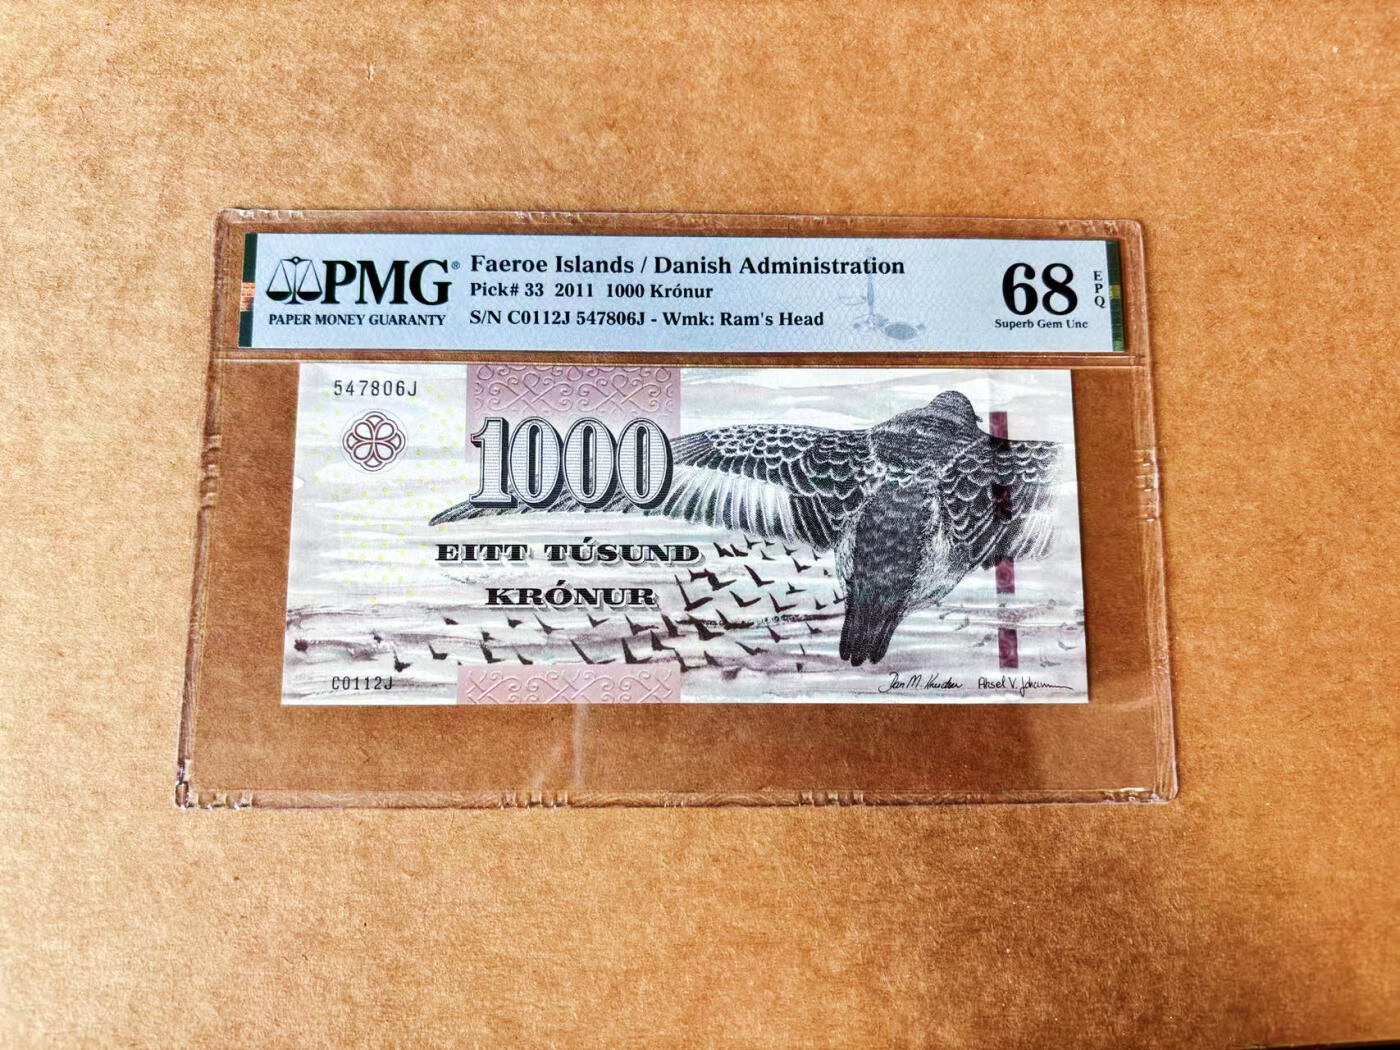 PMG®
PAPER MONEY GUARANTY
Faeroe Islands / Danish Administration
Pick# 33 2011 1000 Krónur
S/N C0112J 547806J - Wmk: Ram's Head
68
EPQ
Superb Gem Unc
547806J
1000
EITT TÚSUND
KRÓNUR
C0112J